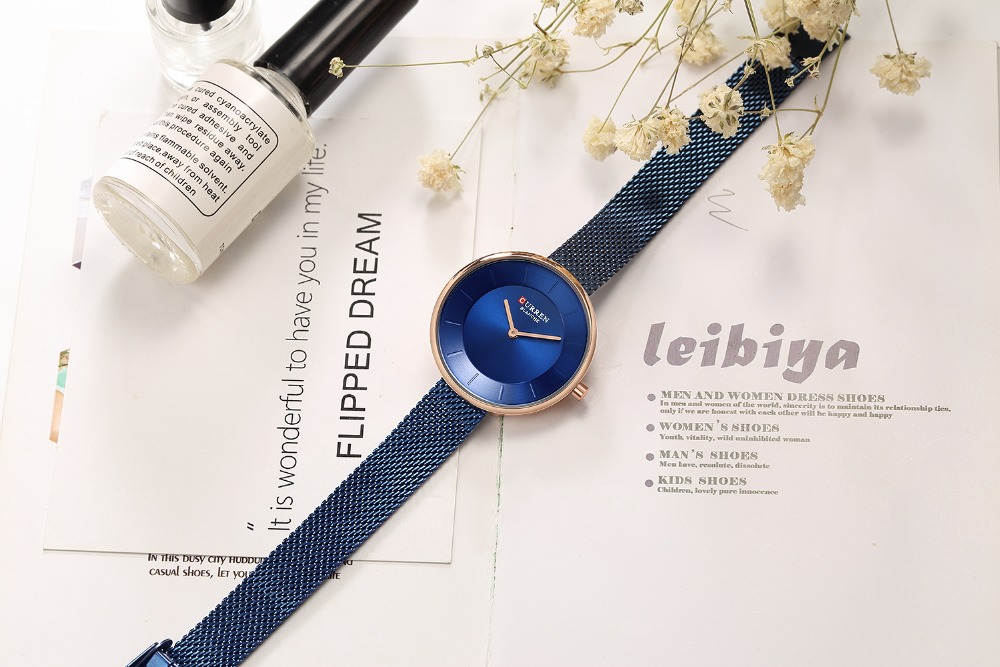 cured cyanoacrylate
or assembly tool
cured adhesive and
wipe residue away.
this procedure again
flammable solvent.
place, away from heat
reach of children
“
It is wonderful to have you in my life.
FLIPPED DREAM
IN THIS BUSY CITY
CASUAL SHOES, LET
CURREN
leibiya
MEN AND WOMEN DRESS SHOES
In men and women of the world, sincerity is to maintain its relationship ties,
only if we are honest with each other will be happy and happy
WOMEN'S SHOES
Youth, vitality, wild uninhibited woman
MAN'S SHOES
Men have, resolute, dissolute
KIDS SHOES
Children, lovely pure innocence